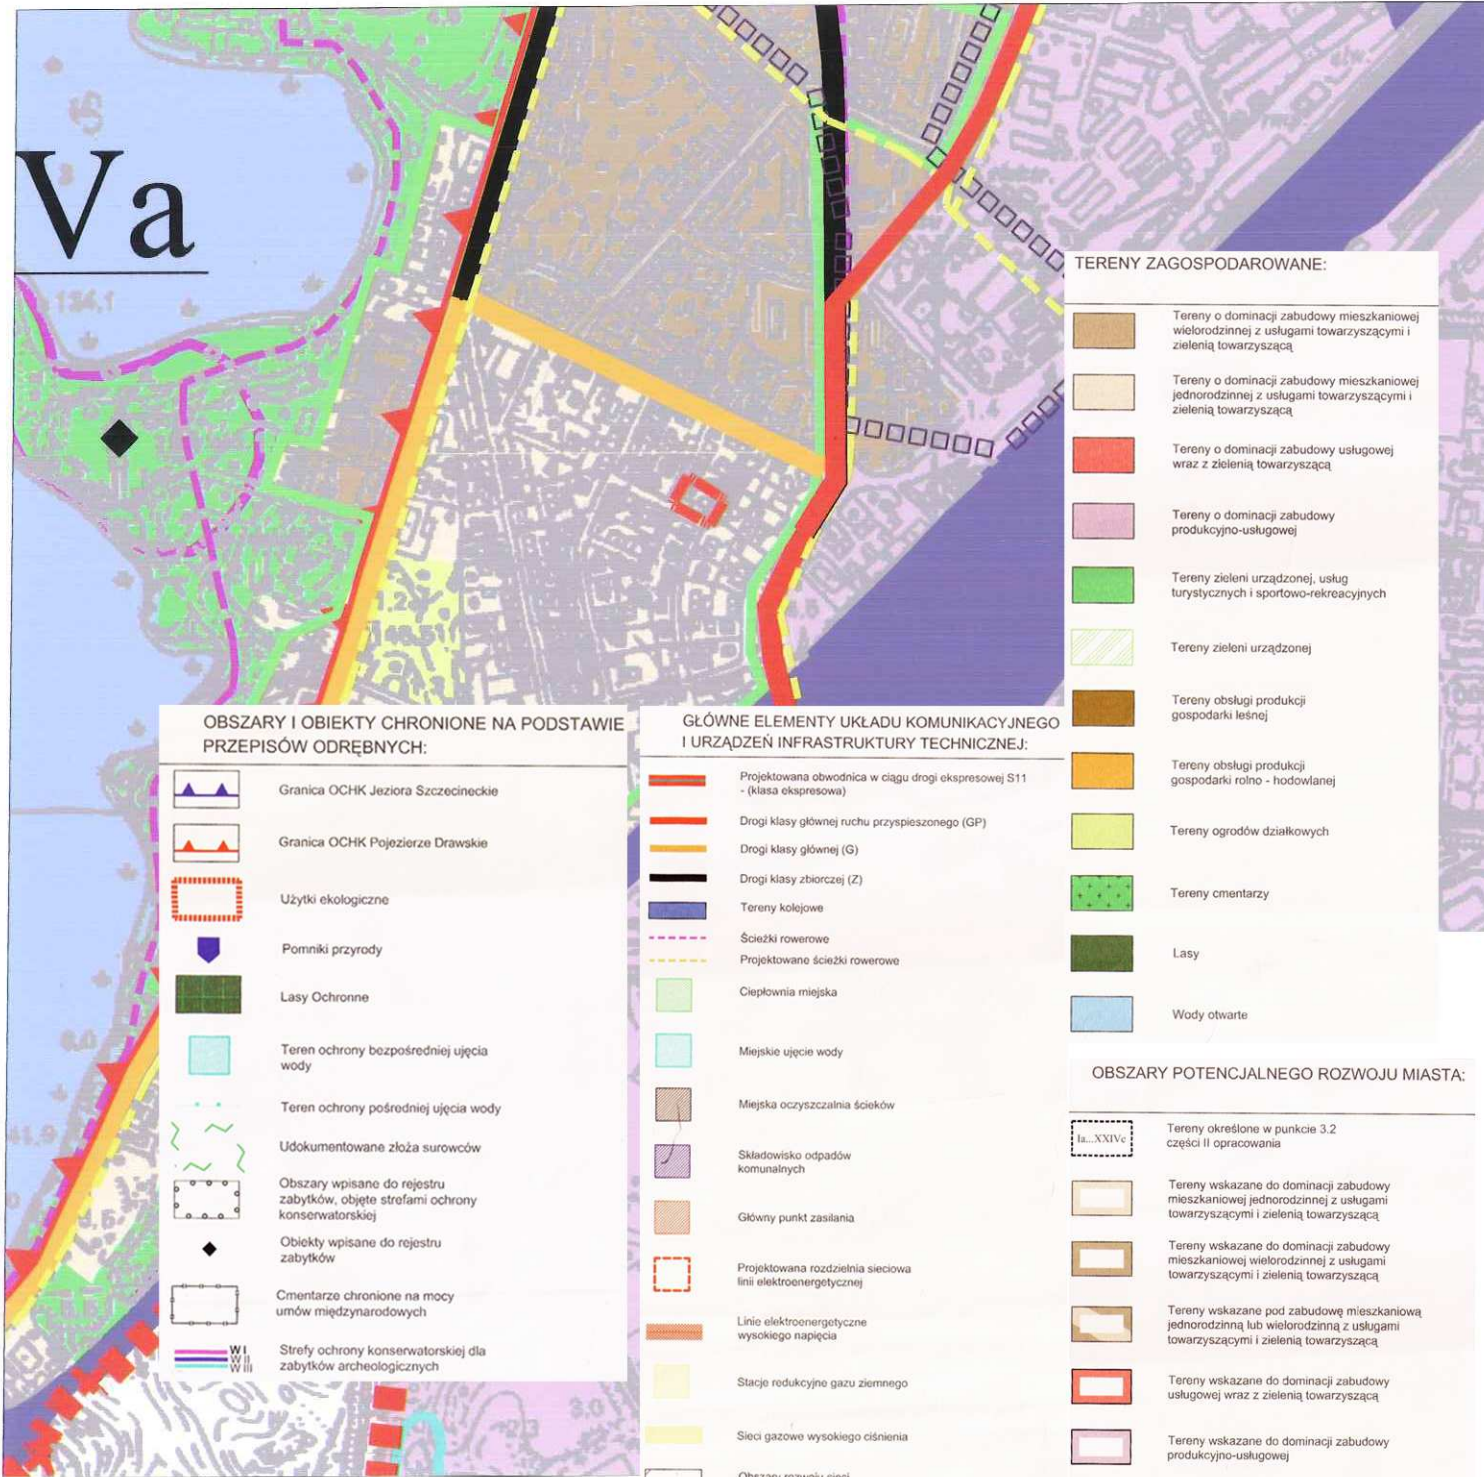 Va
134,1
TERENY ZAGOSPODAROWANE:
Tereny o dominacji zabudowy mieszkaniowej
wielorodzinnej z usługami towarzyszącymi i
zielenią towarzyszącą
Tereny o dominacji zabudowy mieszkaniowej
jednorodzinnej z usługami towarzyszącymi i
zielenią towarzyszącą
Tereny o dominacji zabudowy usługowej
wraz z zielenią towarzyszącą
Tereny o dominacji zabudowy
produkcyjno-usługowej
Tereny zieleni urządzonej, usług
turystycznych i sportowo-rekreacyjnych
Tereny zieleni urządzonej
Tereny obsługi produkcji
gospodarki leśnej
Tereny obsługi produkcji
gospodarki rolno - hodowlanej
Tereny ogrodów działkowych
Tereny cmentarzy
Lasy
Wody otwarte
OBSZARY I OBIEKTY CHRONIONE NA PODSTAWIE
PRZEPISÓW ODRĘBNYCH:
Granica OCHK Jeziora Szczecineckie
Granica OCHK Pojezierze Drawskie
Użytki ekologiczne
Pomniki przyrody
Lasy Ochronne
Teren ochrony bezpośredniej ujęcia
wody
Teren ochrony pośredniej ujęcia wody
Udokumentowane złoża surowców
Obszary wpisane do rejestru
zabytków, objęte strefami ochrony
konserwatorskiej
Obiekty wpisane do rejestru
zabytków
Cmentarze chronione na mocy
umów międzynarodowych
W I
W II
W III
Strefy ochrony konserwatorskiej dla
zabytków archeologicznych
GŁÓWNE ELEMENTY UKŁADU KOMUNIKACYJNEGO
I URZĄDZEŃ INFRASTRUKTURY TECHNICZNEJ:
Projektowana obwodnica w ciągu drogi ekspresowej S11
- (klasa ekspresowa)
Drogi klasy głównej ruchu przyspieszonego (GP)
Drogi klasy głównej (G)
Drogi klasy zbiorczej (Z)
Tereny kolejowe
Ścieżki rowerowe
Projektowane ścieżki rowerowe
Ciepłownia miejska
Miejskie ujęcie wody
Miejska oczyszczalnia ścieków
Składowisko odpadów
komunalnych
Główny punkt zasilania
Projektowana rozdzielnia sieciowa
linii elektroenergetycznej
Linie elektroenergetyczne
wysokiego napięcia
Stacje redukcyjne gazu ziemnego
Sieci gazowe wysokiego ciśnienia
Obszary rozwoju sieci
OBSZARY POTENCJALNEGO ROZWOJU MIASTA:
Ia...XXIVc
Tereny określone w punkcie 3.2
części II opracowania
Tereny wskazane do dominacji zabudowy
mieszkaniowej jednorodzinnej z usługami
towarzyszącymi i zielenią towarzyszącą
Tereny wskazane do dominacji zabudowy
mieszkaniowej wielorodzinnej z usługami
towarzyszącymi i zielenią towarzyszącą
Tereny wskazane pod zabudowę mieszkaniową
jednorodzinną lub wielorodzinną z usługami
towarzyszącymi i zielenią towarzyszącą
Tereny wskazane do dominacji zabudowy
usługowej wraz z zielenią towarzyszącą
Tereny wskazane do dominacji zabudowy
produkcyjno-usługowej